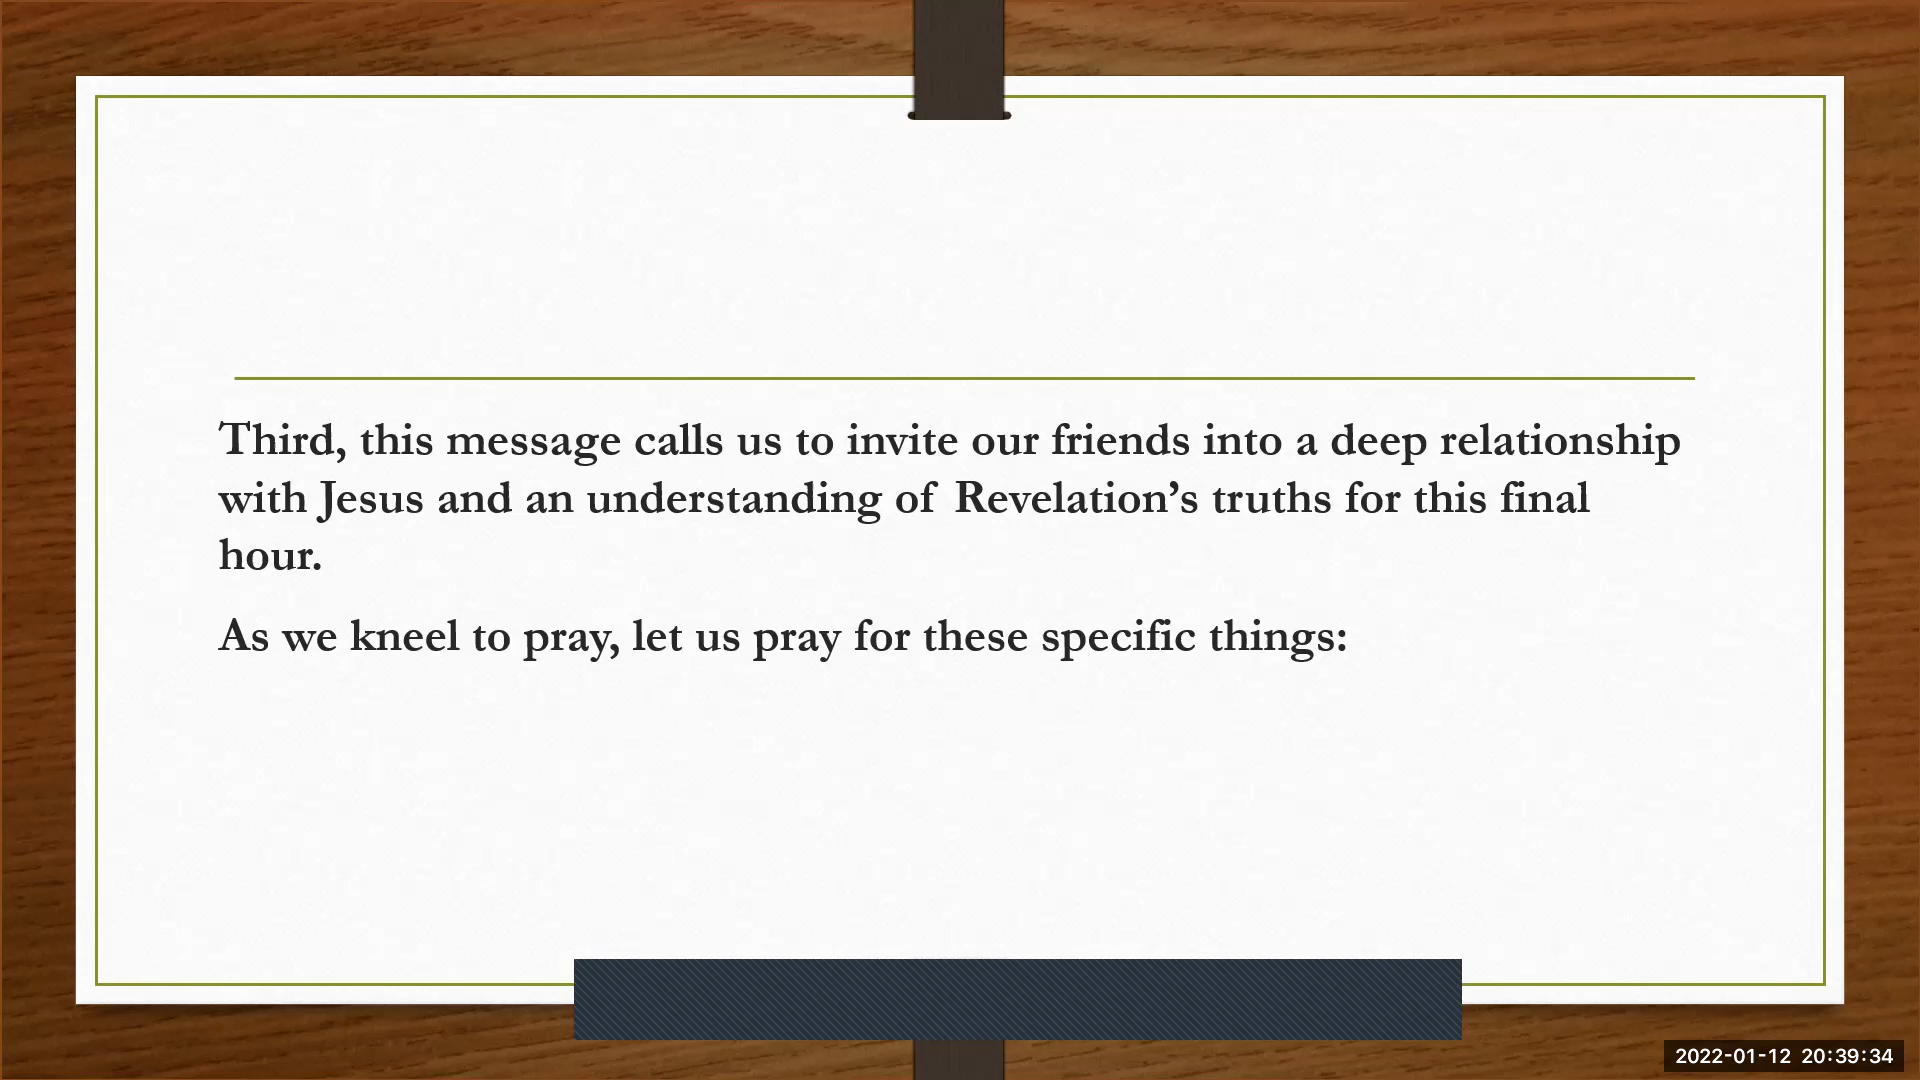 Third, this message calls us to invite our friends into a deep relationship
with Jesus and an understanding of Revelation’s truths for this final
hour.
As we kneel to pray, let us pray for these specific things:
2022-01-12 20:39:34